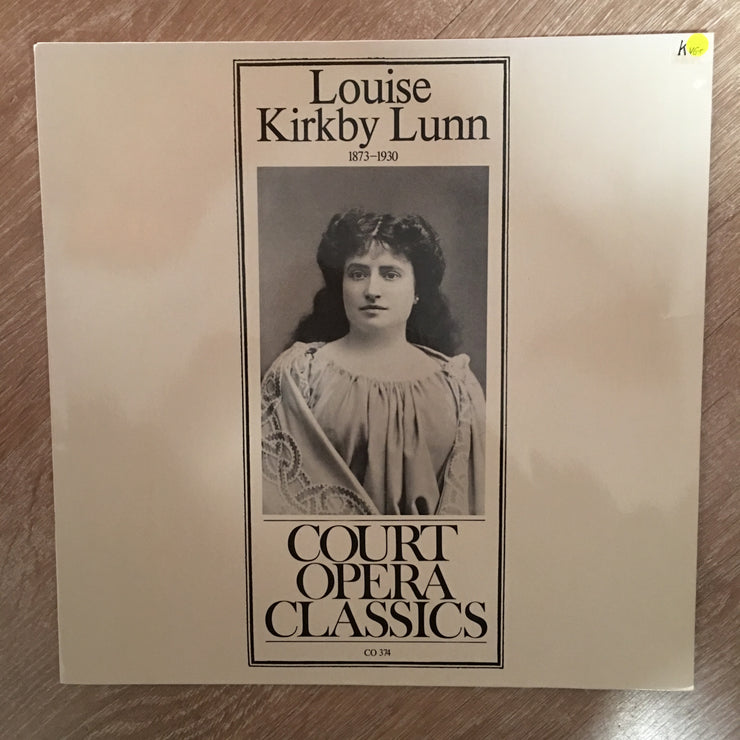 Louise
Kirkby Lunn
1873–1930
COURT
OPERA
CLASSICS
CO 374